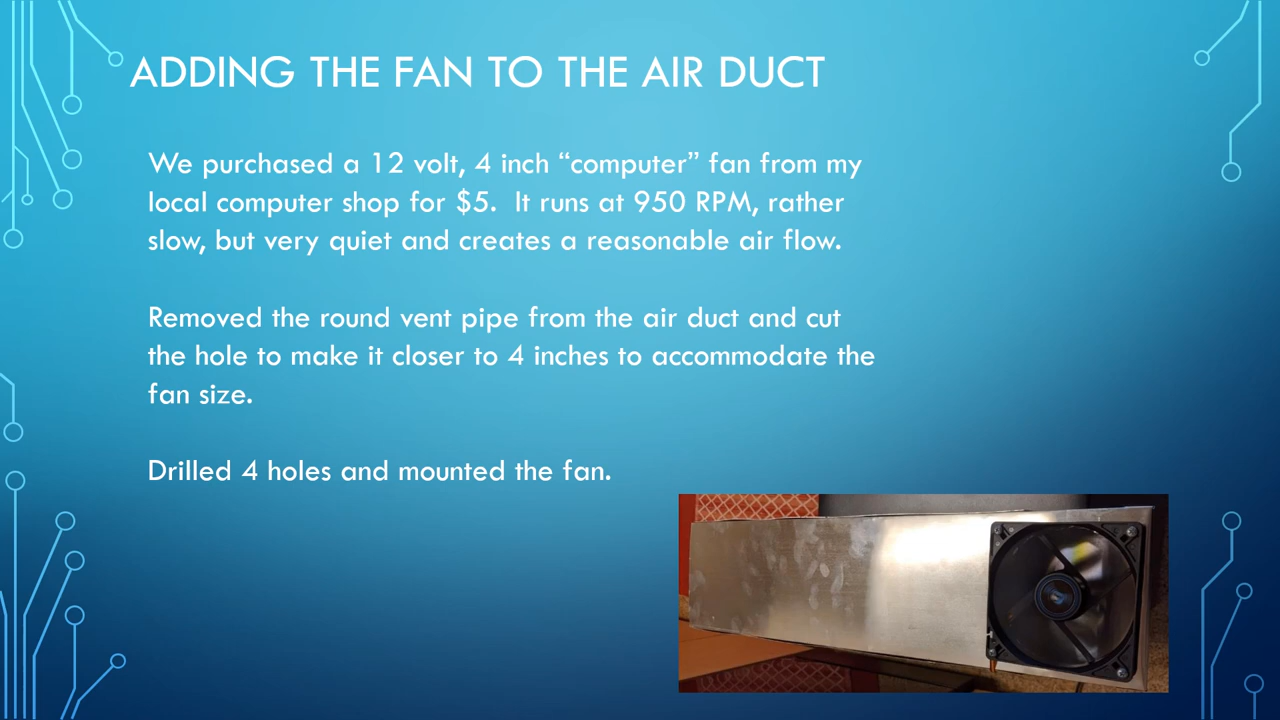 ADDING THE FAN TO THE AIR DUCT
We purchased a 12 volt, 4 inch “computer” fan from my
local computer shop for $5.  It runs at 950 RPM, rather
slow, but very quiet and creates a reasonable air flow.
Removed the round vent pipe from the air duct and cut
the hole to make it closer to 4 inches to accommodate the
fan size.
Drilled 4 holes and mounted the fan.